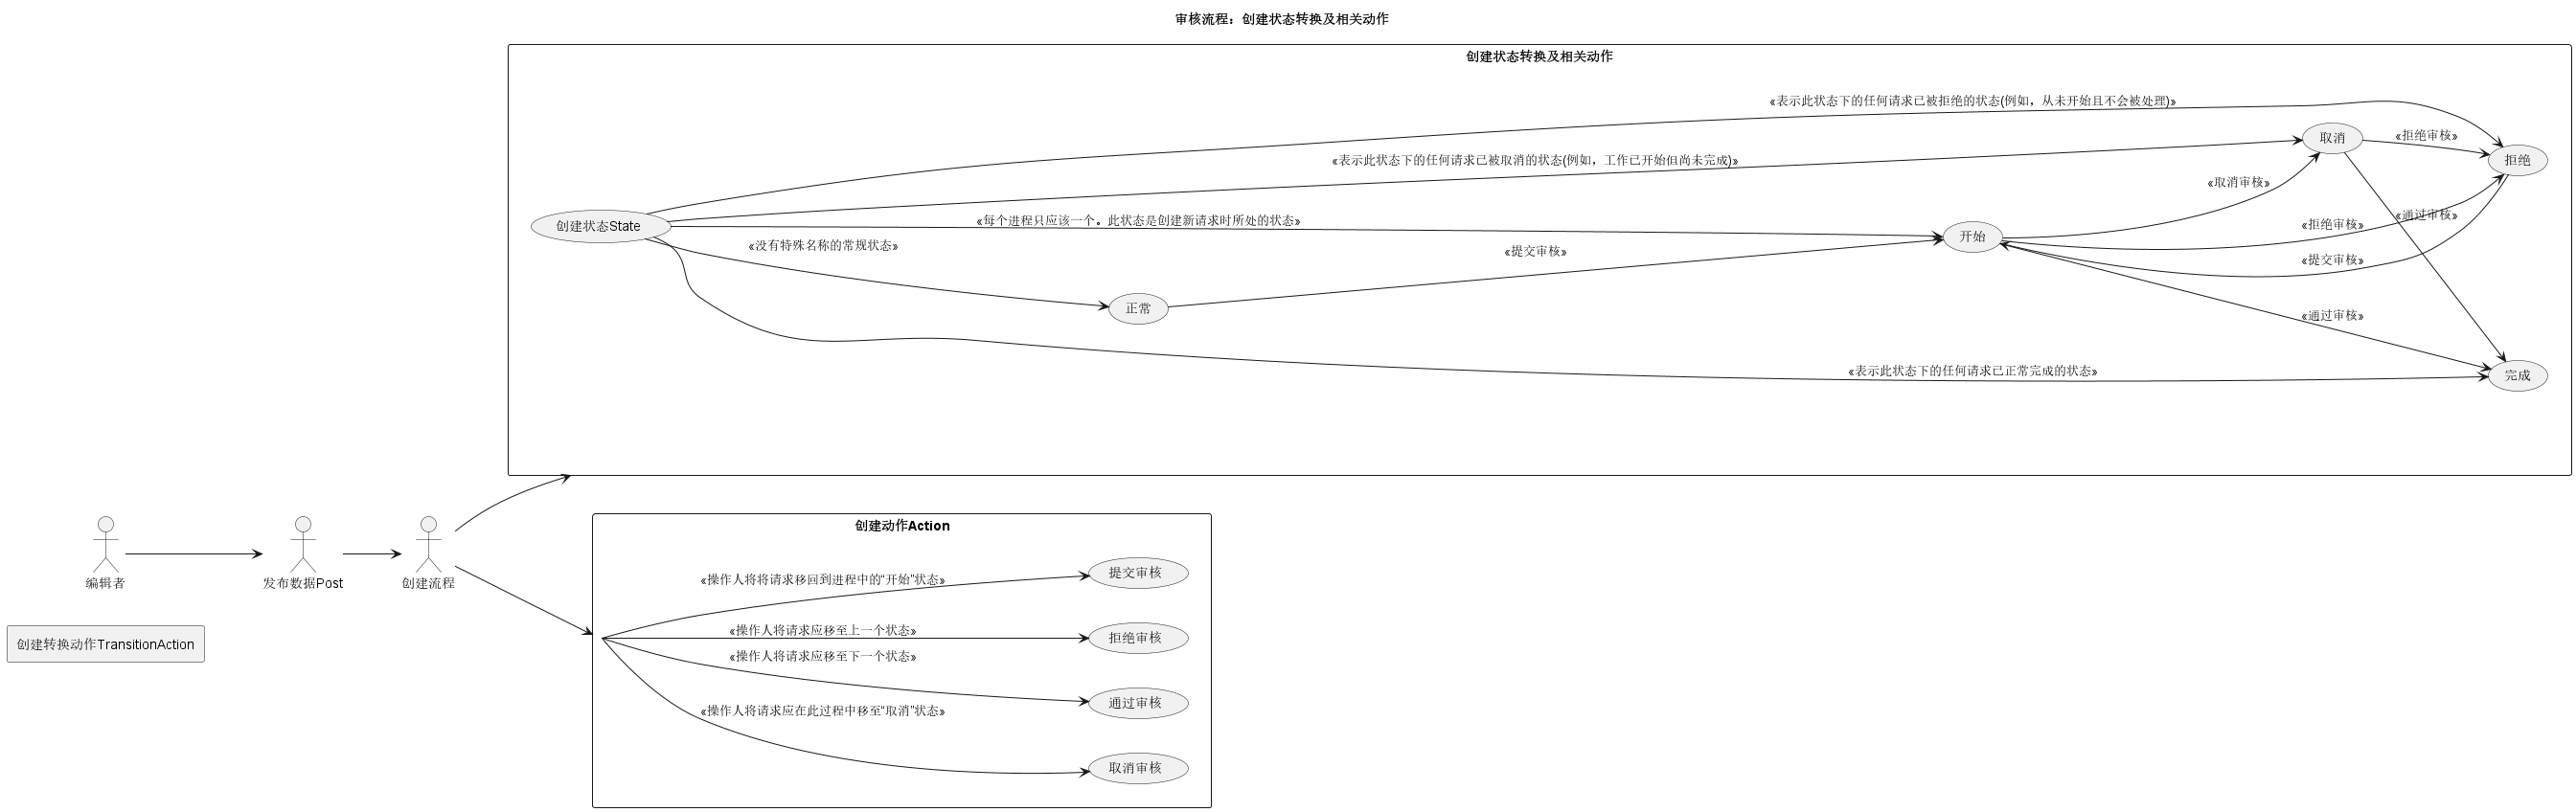 审核流程：创建状态转换及相关动作
创建状态转换及相关动作
«表示此状态下的任何请求已被拒绝的状态(例如，从未开始且不会被处理)»
取消
«拒绝审核»
拒绝
«表示此状态下的任何请求已被取消的状态(例如，工作已开始但尚未完成)»
«取消审核»
创建状态State
«每个进程只应该一个。此状态是创建新请求时所处的状态»
«通过审核»
«拒绝审核»
开始
«没有特殊名称的常规状态»
«提交审核»
«提交审核»
正常
«通过审核»
«表示此状态下的任何请求已正常完成的状态»
完成
创建动作Action
编辑者
发布数据Post
创建流程
«操作人将将请求移回到进程中的“开始”状态»
提交审核
«操作人将请求应移至上一个状态»
拒绝审核
创建转换动作TransitionAction
«操作人将请求应移至下一个状态»
通过审核
«操作人将请求应在此过程中移至“取消”状态»
取消审核